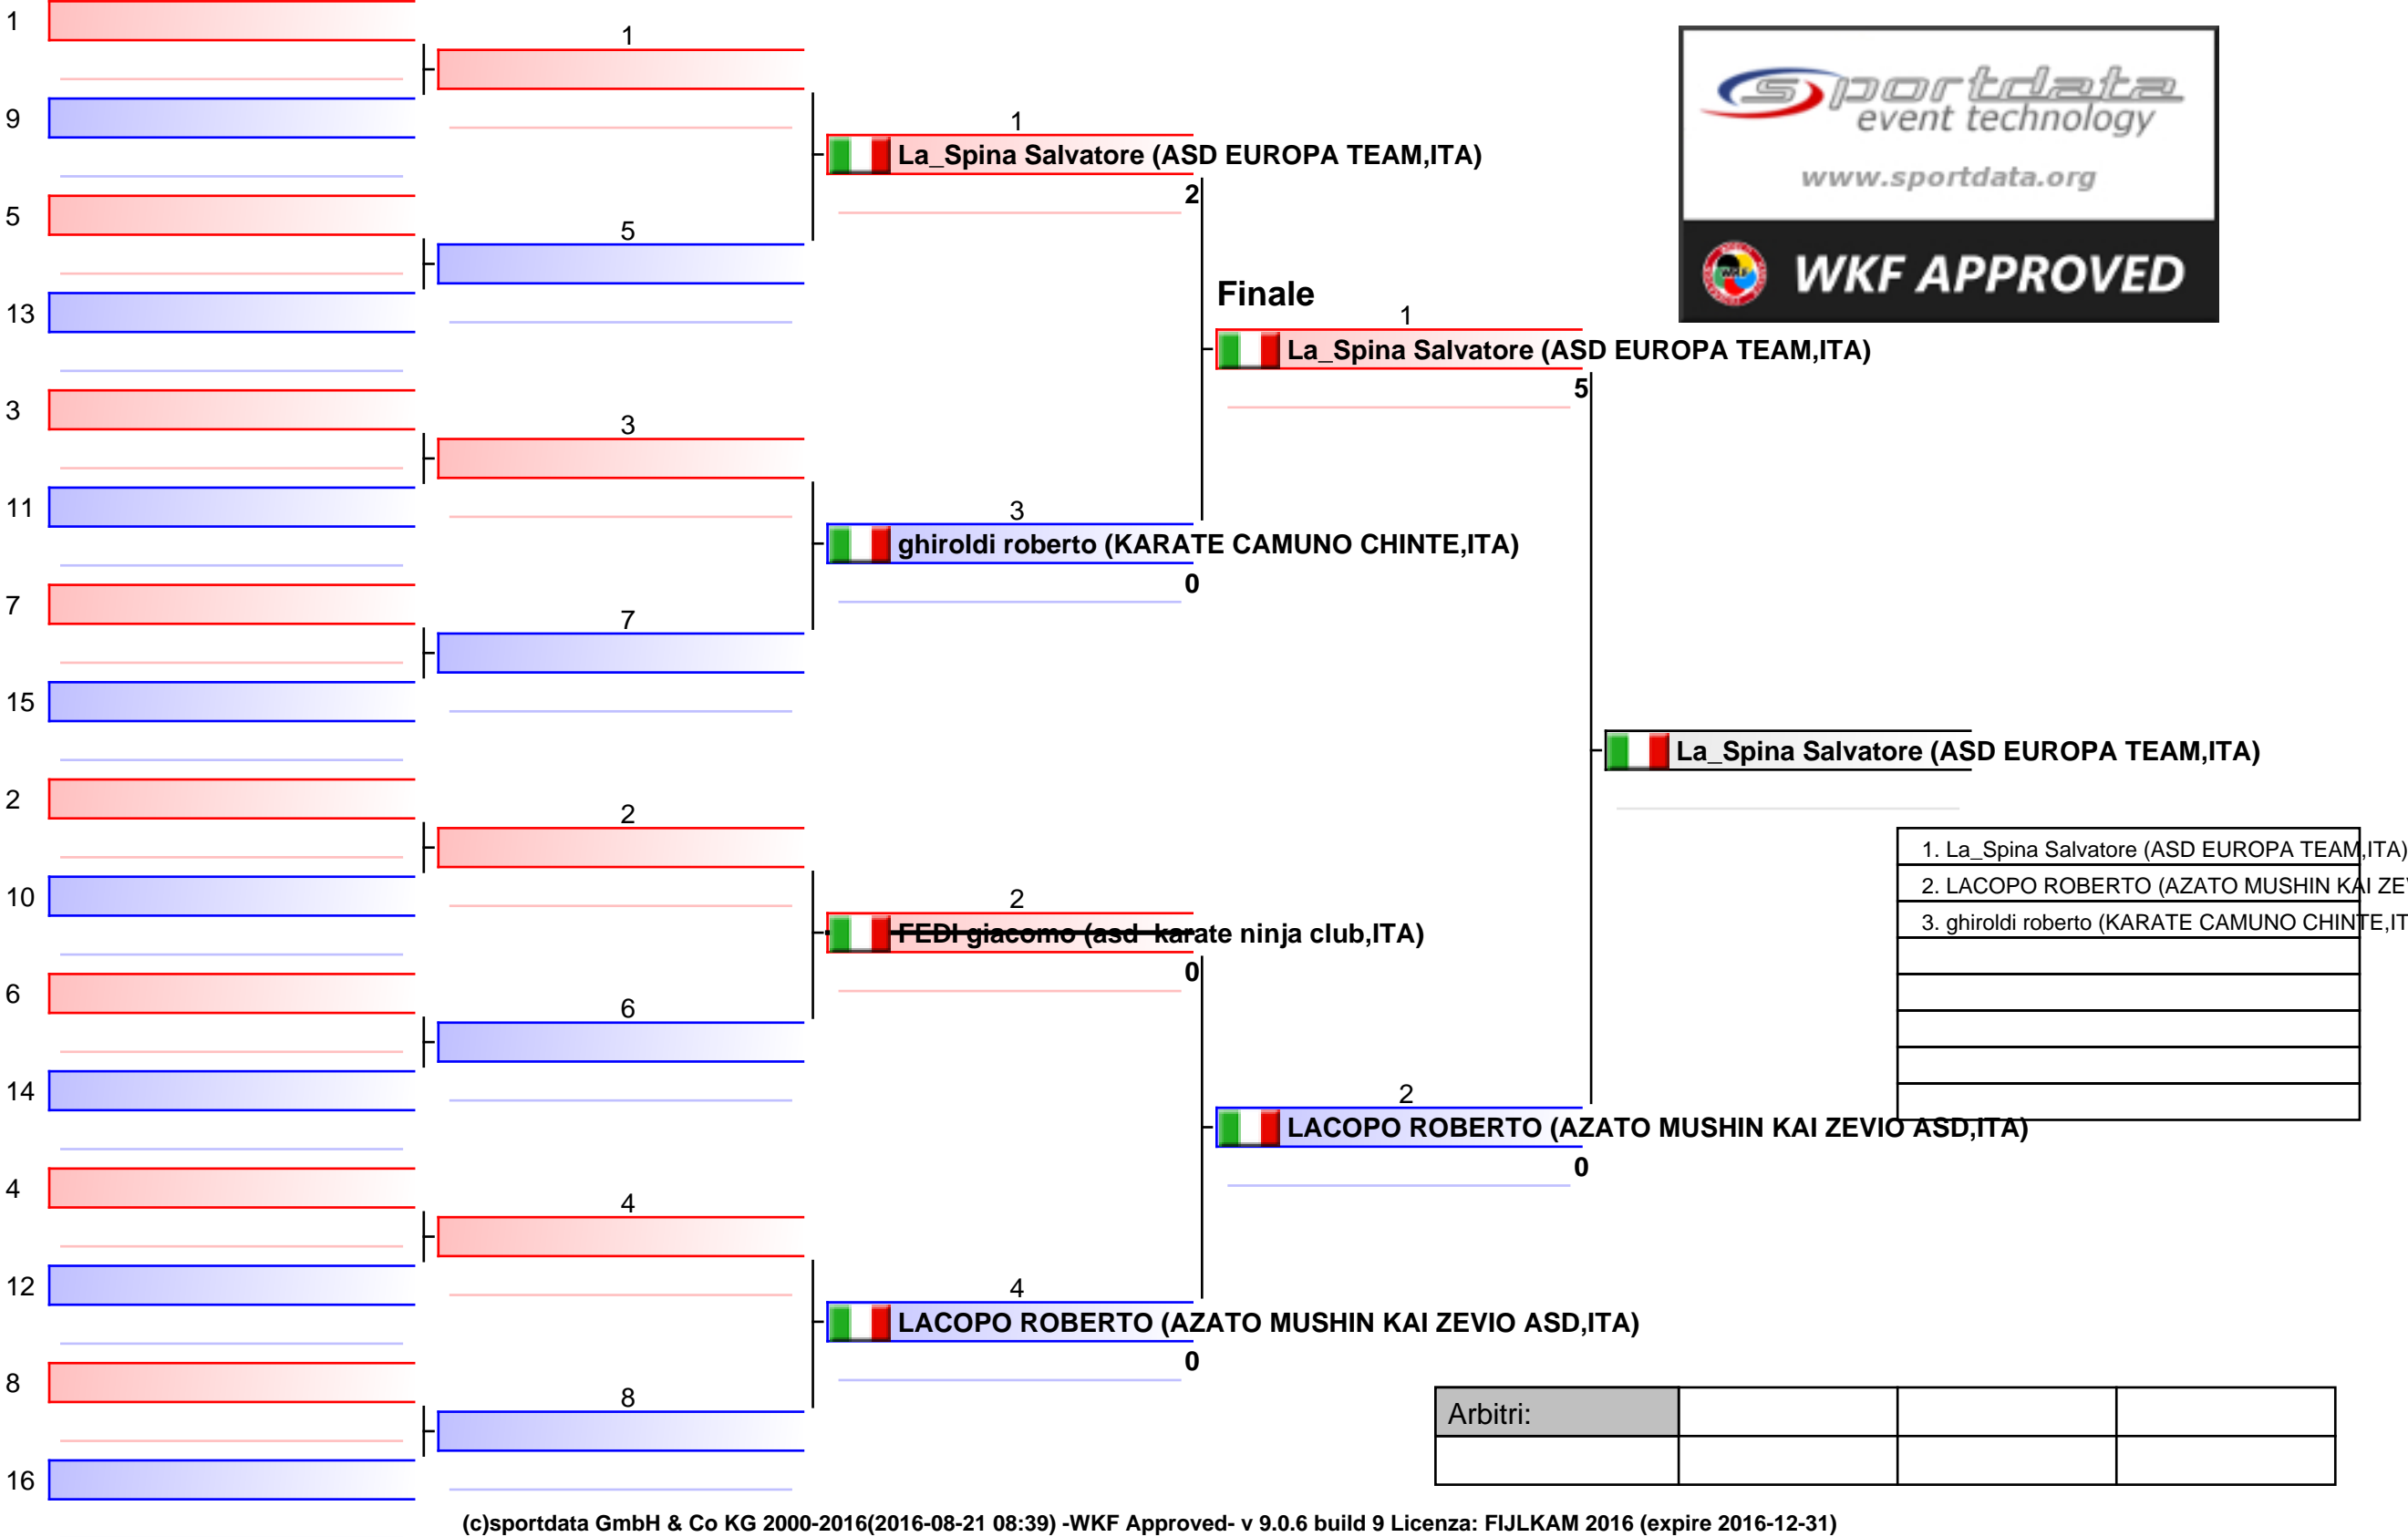 1
9
5
13
3
11
7
15
2
10
6
14
4
12
8
16
1
5
3
7
2
6
4
8
1
La_Spina Salvatore (ASD EUROPA TEAM,ITA)
2
3
ghiroldi roberto (KARATE CAMUNO CHINTE,ITA)
0
2
FEDI giacomo (asd karate ninja club,ITA)
0
4
LACOPO ROBERTO (AZATO MUSHIN KAI ZEVIO ASD,ITA)
0
Finale
1
La_Spina Salvatore (ASD EUROPA TEAM,ITA)
5
2
LACOPO ROBERTO (AZATO MUSHIN KAI ZEVIO ASD,ITA)
0
La_Spina Salvatore (ASD EUROPA TEAM,ITA)
sportdata
event technology
www.sportdata.org
WKF
WKF APPROVED
1. La_Spina Salvatore (ASD EUROPA TEAM,ITA)
2. LACOPO ROBERTO (AZATO MUSHIN KAI ZE
3. ghiroldi roberto (KARATE CAMUNO CHINTE,IT
Arbitri:
(c)sportdata GmbH & Co KG 2000-2016(2016-08-21 08:39) -WKF Approved- v 9.0.6 build 9 Licenza: FIJLKAM 2016 (expire 2016-12-31)